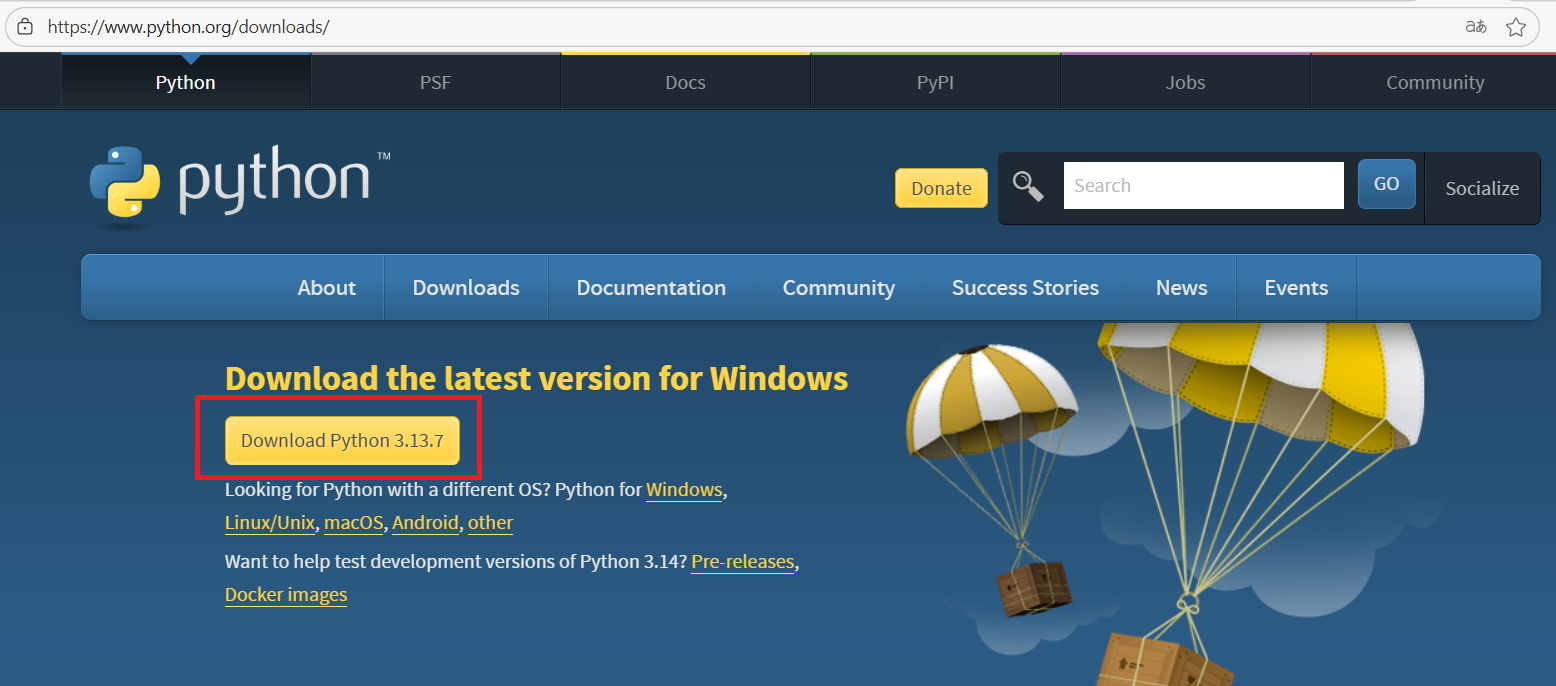 https://www.python.org/downloads/
aあ
Python PSF Docs PyPI Jobs Community
python™
Donate Search GO Socialize
About Downloads Documentation Community Success Stories News Events
Download the latest version for Windows
Download Python 3.13.7
Looking for Python with a different OS? Python for Windows,
Linux/Unix, macOS, Android, other
Want to help test development versions of Python 3.14? Pre-releases,
Docker images